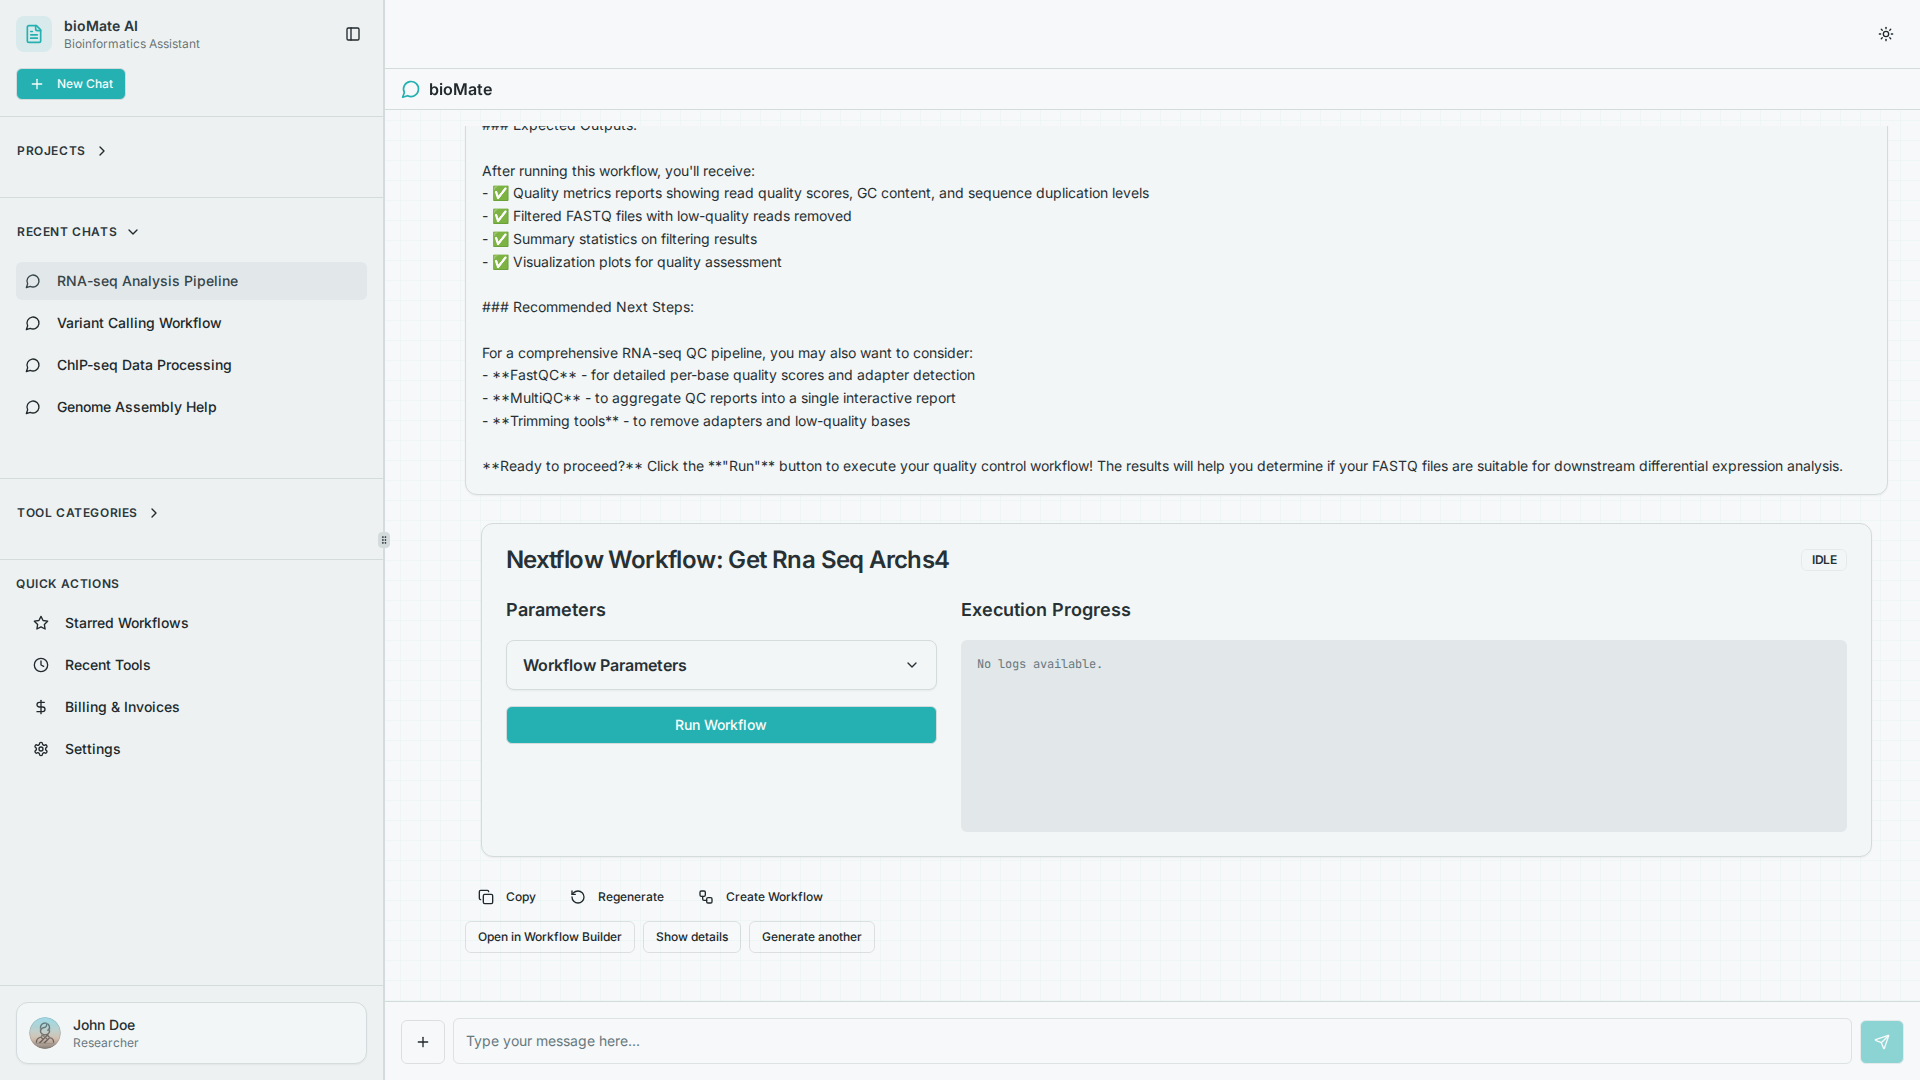 bioMate AI
Bioinformatics Assistant
New Chat
PROJECTS
RECENT CHATS
RNA-seq Analysis Pipeline
Variant Calling Workflow
ChIP-seq Data Processing
Genome Assembly Help
TOOL CATEGORIES
QUICK ACTIONS
Starred Workflows
Recent Tools
Billing & Invoices
Settings
John Doe
Researcher
bioMate
### Expected Outputs:
After running this workflow, you'll receive:
- ✅ Quality metrics reports showing read quality scores, GC content, and sequence duplication levels
- ✅ Filtered FASTQ files with low-quality reads removed
- ✅ Summary statistics on filtering results
- ✅ Visualization plots for quality assessment
### Recommended Next Steps:
For a comprehensive RNA-seq QC pipeline, you may also want to consider:
- **FastQC** - for detailed per-base quality scores and adapter detection
- **MultiQC** - to aggregate QC reports into a single interactive report
- **Trimming tools** - to remove adapters and low-quality bases
**Ready to proceed?** Click the **"Run"** button to execute your quality control workflow! The results will help you determine if your FASTQ files are suitable for downstream differential expression analysis.
Nextflow Workflow: Get Rna Seq Archs4
IDLE
Parameters
Workflow Parameters
Run Workflow
Execution Progress
No logs available.
Copy
Regenerate
Create Workflow
Open in Workflow Builder
Show details
Generate another
Type your message here...